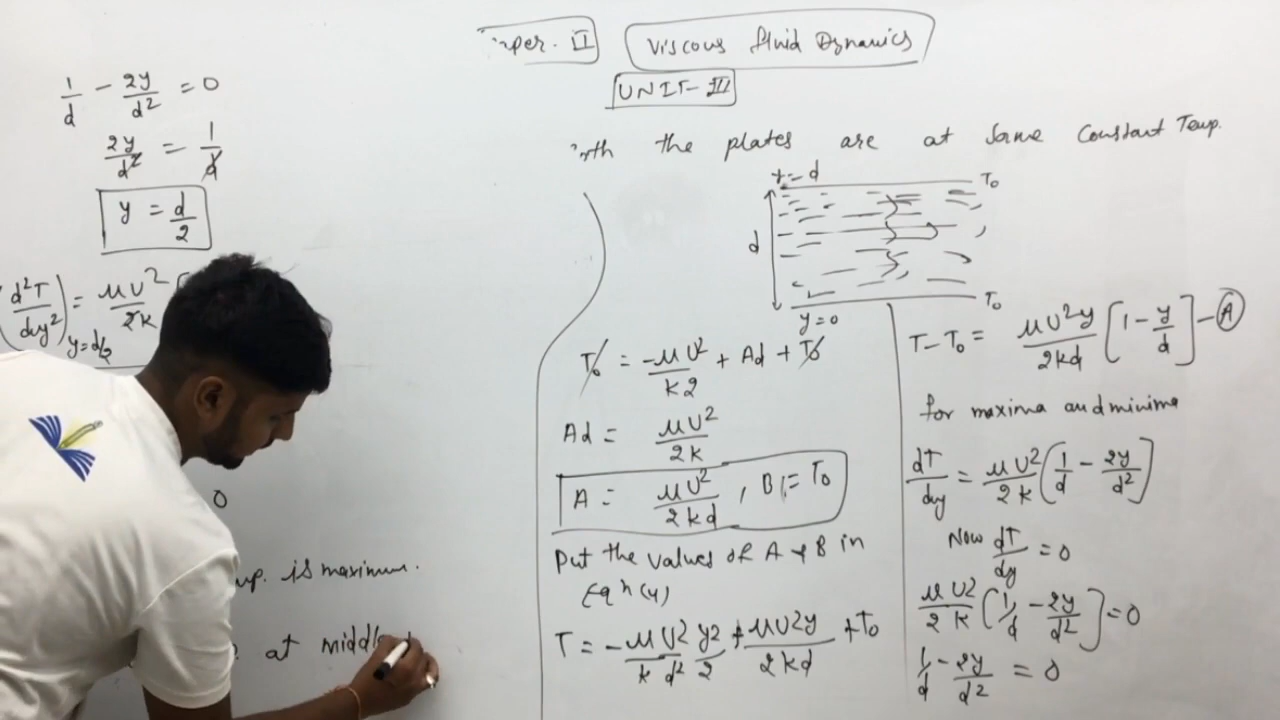 Viscous fluid Dynamics
UNIT-III
the plates are at Same Constant Temp.
1/d - 2y/d² = 0
2y/d² = 1/d
y = d/2
(d²T/dy²) y=d/2 = μU²/2k
0
is maximum.
at middle
y = d T₀
d
y=0 T₀
T₀ = -μU²/k2 + Ad + T₀
Ad = μU²/2k
A = μU²/2kd , B = T₀
Put the values of A & B in
Eqⁿ (4)
T = -μU²/k d² y²/2 + μU²y/2kd + T₀
T-T₀ = μU²y/2kd [1 - y/d] - A
for maxima and minima
dT/dy = μU²/2k (1/d - 2y/d²]
Now dT/dy = 0
μU²/2k [1/d - 2y/d²] = 0
1/d - 2y/d² = 0